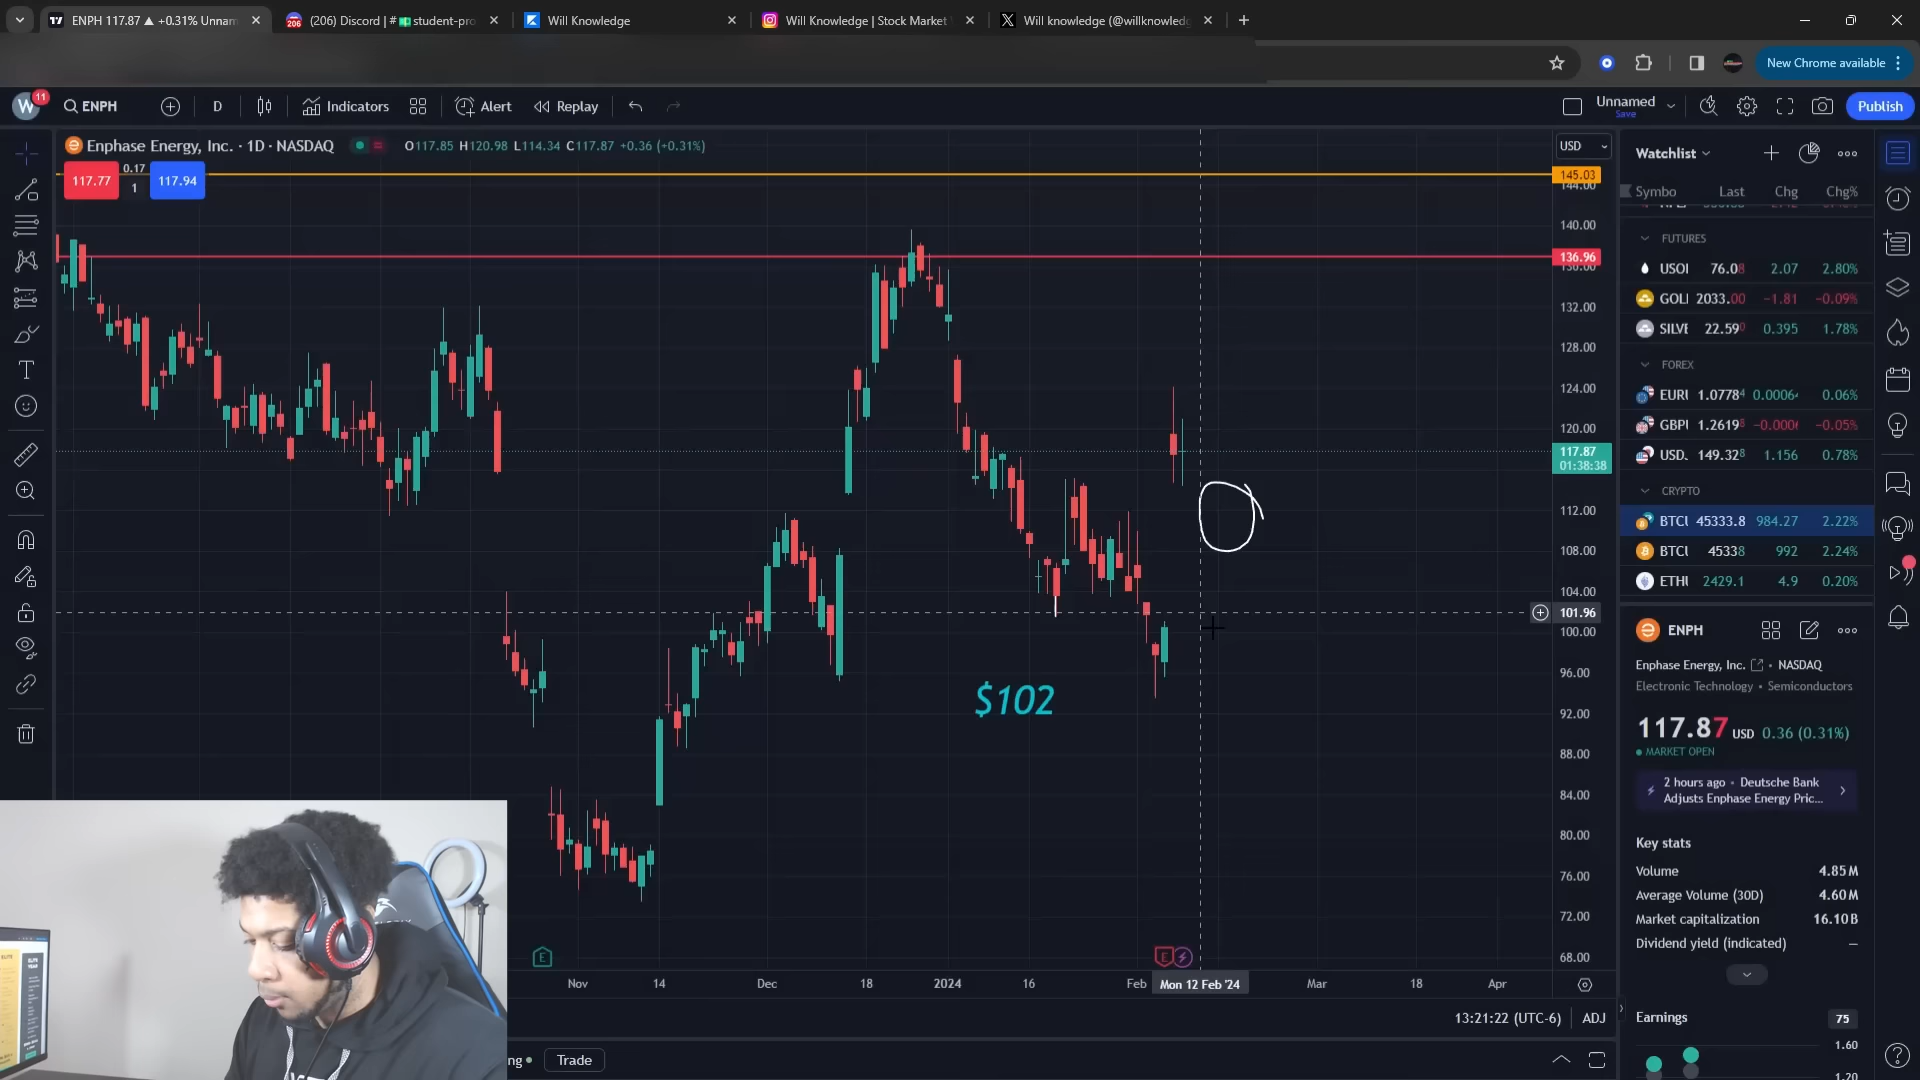 ENPH 117.87 ▲ +0.31% Unnam
(206) Discord | # student-pro
Will Knowledge
Will Knowledge | Stock Market
Will knowledge (@willknowled
New Chrome available
W 11 ENPH D Indicators Alert Replay Unnamed Save Publish
Enphase Energy, Inc. · 1D · NASDAQ O117.85 H120.98 L114.34 C117.87 +0.36 (+0.31%)
117.77 0.17 1 117.94
USD
145.03
144.00
140.00
136.96
136.00
132.00
128.00
124.00
120.00
117.87
01:38:38
112.00
108.00
104.00
101.96
100.00
96.00
92.00
88.00
84.00
80.00
76.00
72.00
68.00
$102
E E
Nov 14 Dec 18 2024 16 Feb Mon 12 Feb '24 Mar 18 Apr
13:21:22 (UTC-6) ADJ
ng Trade
Watchlist
Symbo Last Chg Chg%
FUTURES
USOI 76.08 2.07 2.80%
GOLI 2033.00 −1.81 −0.09%
SILVE 22.590 0.395 1.78%
FOREX
EURI 1.07784 0.00064 0.06%
GBPI 1.26198 −0.0006 −0.05%
USD. 149.328 1.156 0.78%
CRYPTO
BTCU 45333.8 984.27 2.22%
BTCU 45338 992 2.24%
ETHU 2429.1 4.9 0.20%
ENPH
Enphase Energy, Inc. • NASDAQ
Electronic Technology • Semiconductors
117.87 USD 0.36 (0.31%)
MARKET OPEN
2 hours ago • Deutsche Bank
Adjusts Enphase Energy Pric...
Key stats
Volume 4.85M
Average Volume (30D) 4.60M
Market capitalization 16.10B
Dividend yield (indicated) —
Earnings 75
1.60
1.20